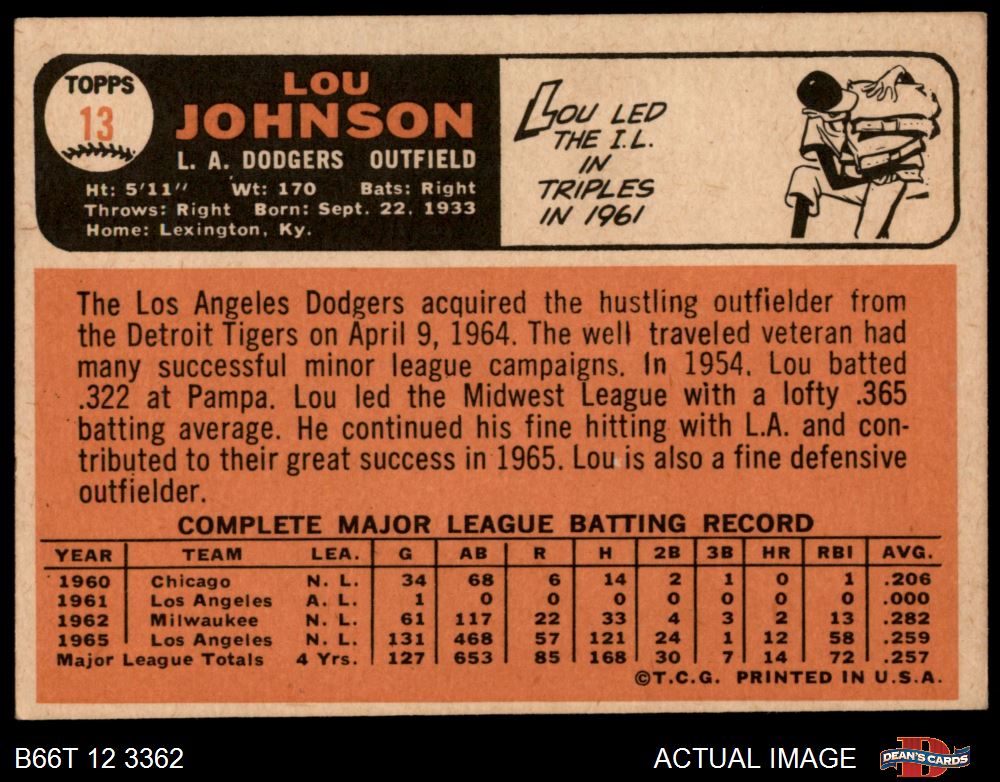 TOPPS
13
LOU
JOHNSON
L. A. DODGERS OUTFIELD
Ht: 5'11" Wt: 170 Bats: Right
Throws: Right Born: Sept. 22, 1933
Home: Lexington, Ky.
LOU LED
THE I.L.
IN
TRIPLES
IN 1961
The Los Angeles Dodgers acquired the hustling outfielder from
the Detroit Tigers on April 9, 1964. The well traveled veteran had
many successful minor league campaigns. In 1954, Lou batted
.322 at Pampa. Lou led the Midwest League with a lofty .365
batting average. He continued his fine hitting with L.A. and con-
tributed to their great success in 1965. Lou is also a fine defensive
outfielder.
COMPLETE MAJOR LEAGUE BATTING RECORD
YEAR TEAM LEA. G AB R H 2B 3B HR RBI AVG.
1960 Chicago N. L. 34 68 6 14 2 1 0 1 .206
1961 Los Angeles A. L. 1 0 0 0 0 0 0 0 .000
1962 Milwaukee N. L. 61 117 22 33 4 3 2 13 .282
1965 Los Angeles N. L. 131 468 57 121 24 1 12 58 .259
Major League Totals 4 Yrs. 127 653 85 168 30 7 14 72 .257
©T.C.G. PRINTED IN U.S.A.
B66T 12 3362
ACTUAL IMAGE
DEAN'S CARDS